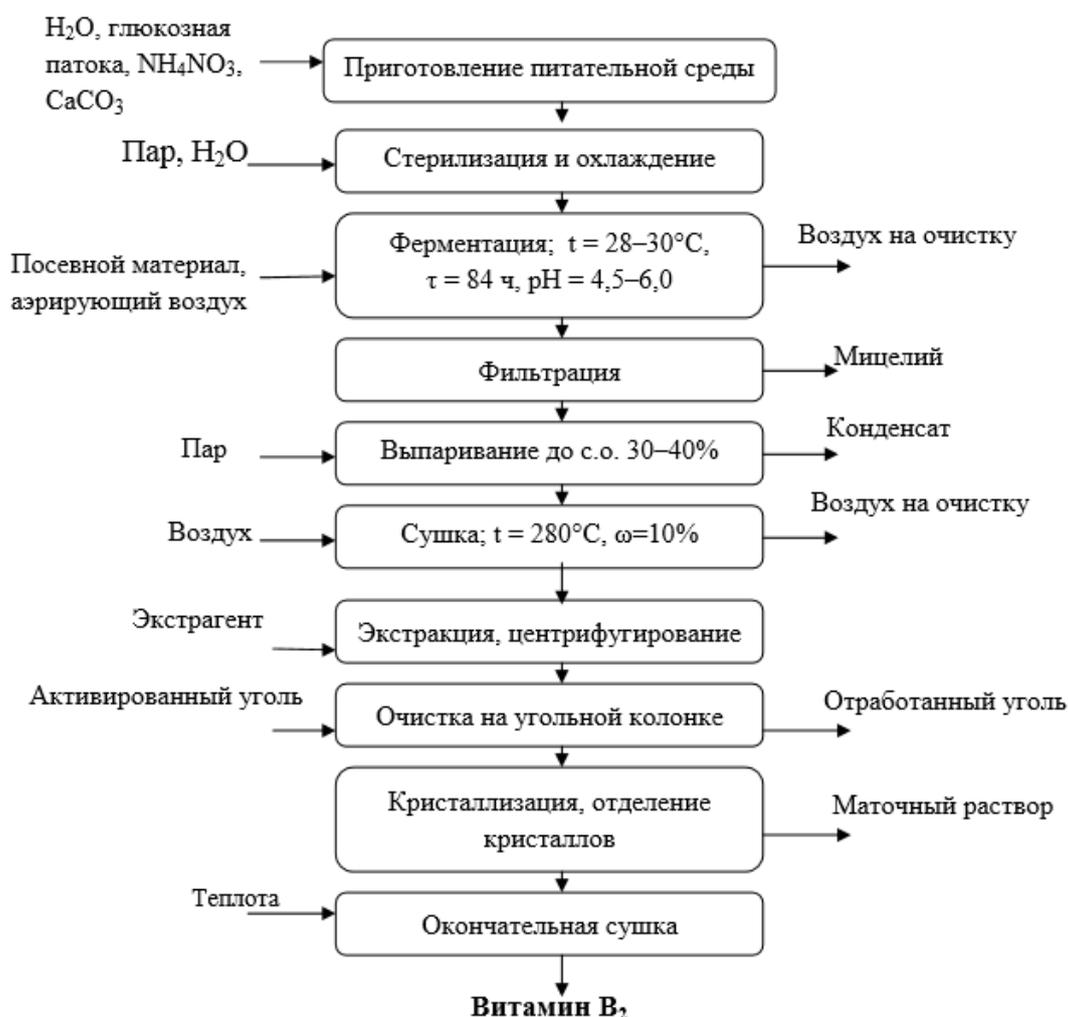 H₂O, глюкозная
патока, NH₄NO₃,
CaCO₃
Приготовление питательной среды
Пар, H₂O
Стерилизация и охлаждение
Посевной материал,
аэрирующий воздух
Ферментация; t = 28–30°C,
τ = 84 ч, pH = 4,5–6,0
Воздух на очистку
Фильтрация
Мицелий
Пар
Выпаривание до с.о. 30–40%
Конденсат
Воздух
Сушка; t = 280°C, ω=10%
Воздух на очистку
Экстрагент
Экстракция, центрифугирование
Активированный уголь
Очистка на угольной колонке
Отработанный уголь
Кристаллизация, отделение
кристаллов
Маточный раствор
Теплота
Окончательная сушка
Витамин В₂